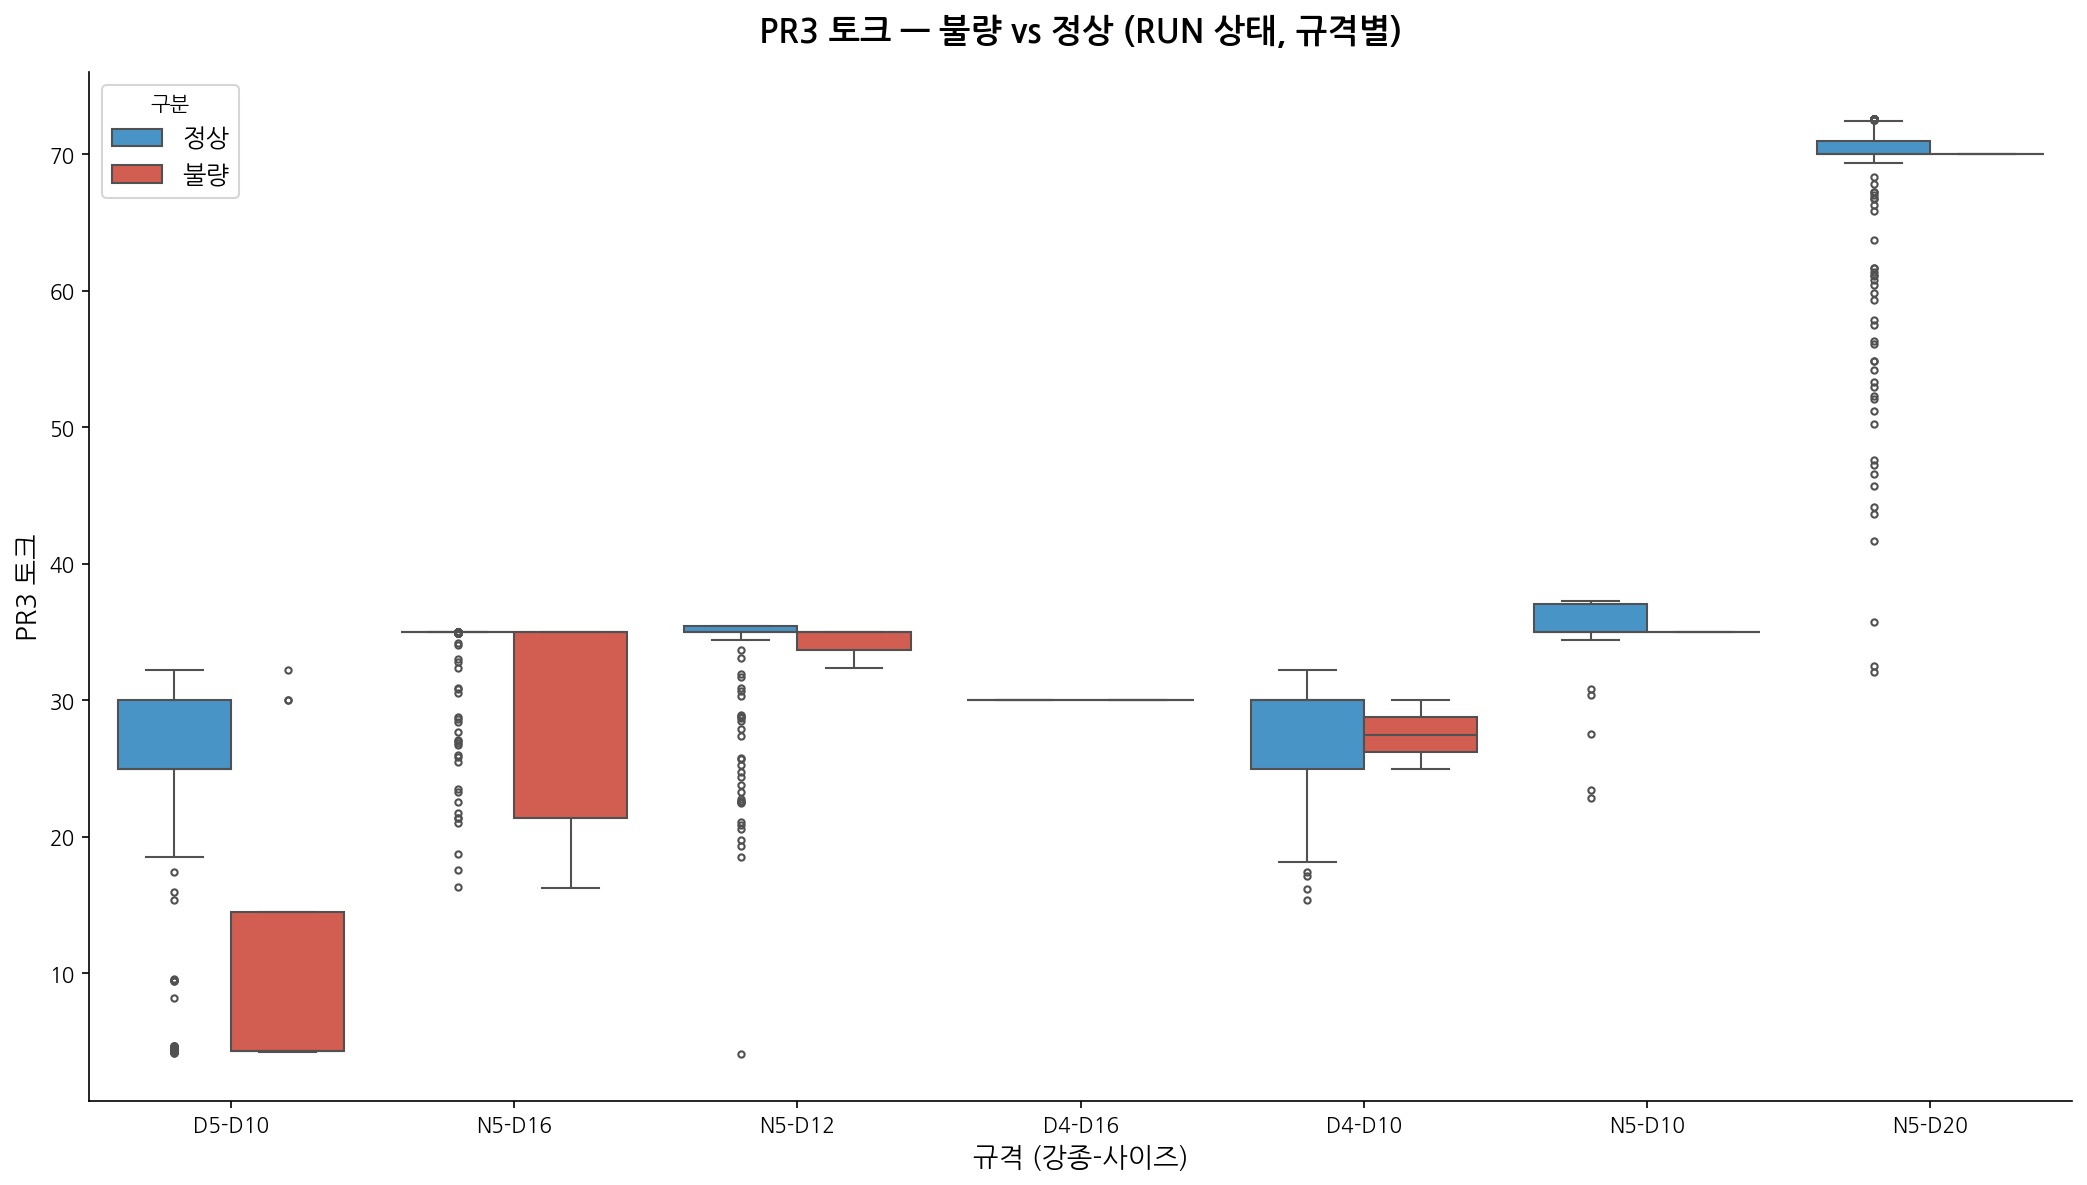 PR3 토크 — 불량 vs 정상 (RUN 상태, 규격별)
구분
정상
불량
PR3 토크
70
60
50
40
30
20
10
D5-D10 N5-D16 N5-D12 D4-D16 D4-D10 N5-D10 N5-D20
규격 (강종-사이즈)